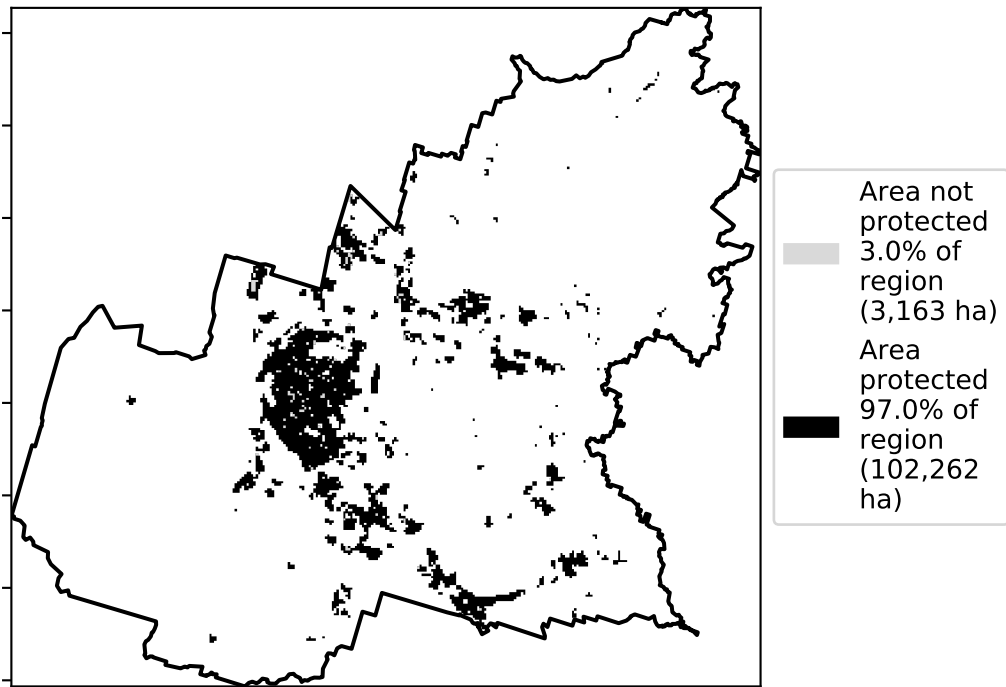 Area not
protected
3.0% of
region
(3,163 ha)
Area
protected
97.0% of
region
(102,262
ha)